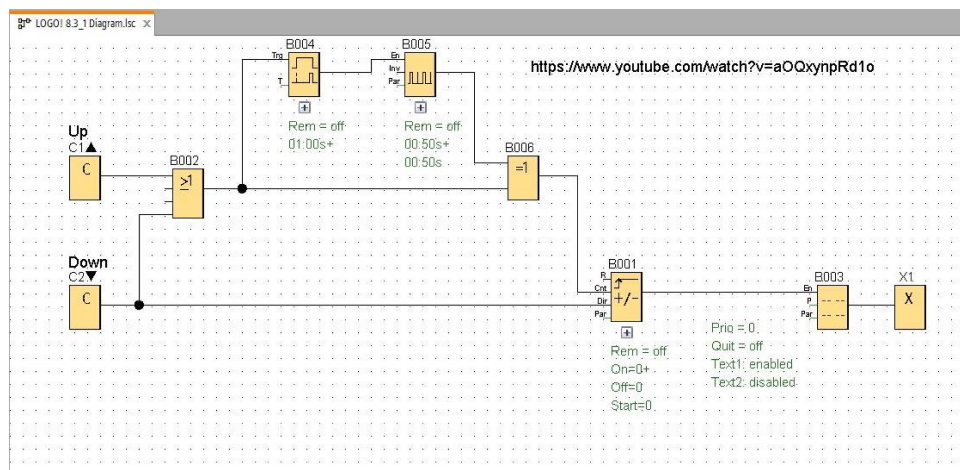 LOGO! 8.3_1 Diagram.lsc
B004
Trg
T
Rem = off
01:00s+
B005
En
Inv
Par
Rem = off
00:50s+
00:50s
https://www.youtube.com/watch?v=aOQxynpRd1o
Up
C1▲
C
B002
≥1
B006
=1
Down
C2▼
C
B001
R
Cnt
Dir
Par
+/-
Rem = off
On=0+
Off=0
Start=0
B003
En
P
Par
Prio = 0
Quit = off
Text1: enabled
Text2: disabled
X1
X